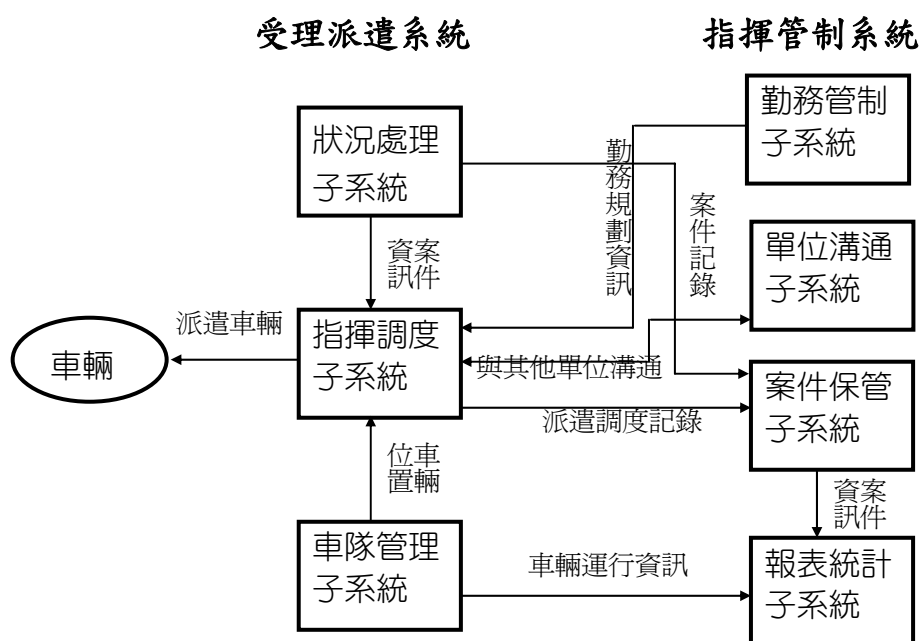 受理派遣系統
指揮管制系統
狀況處理
子系統
勤務管制
子系統
勤務規劃資訊
案件記錄
單位溝通
子系統
案件
資訊
派遣車輛
車輛
指揮調度
子系統
與其他單位溝通
案件保管
子系統
派遣調度記錄
車輛
位置
案件
資訊
車隊管理
子系統
車輛運行資訊
報表統計
子系統